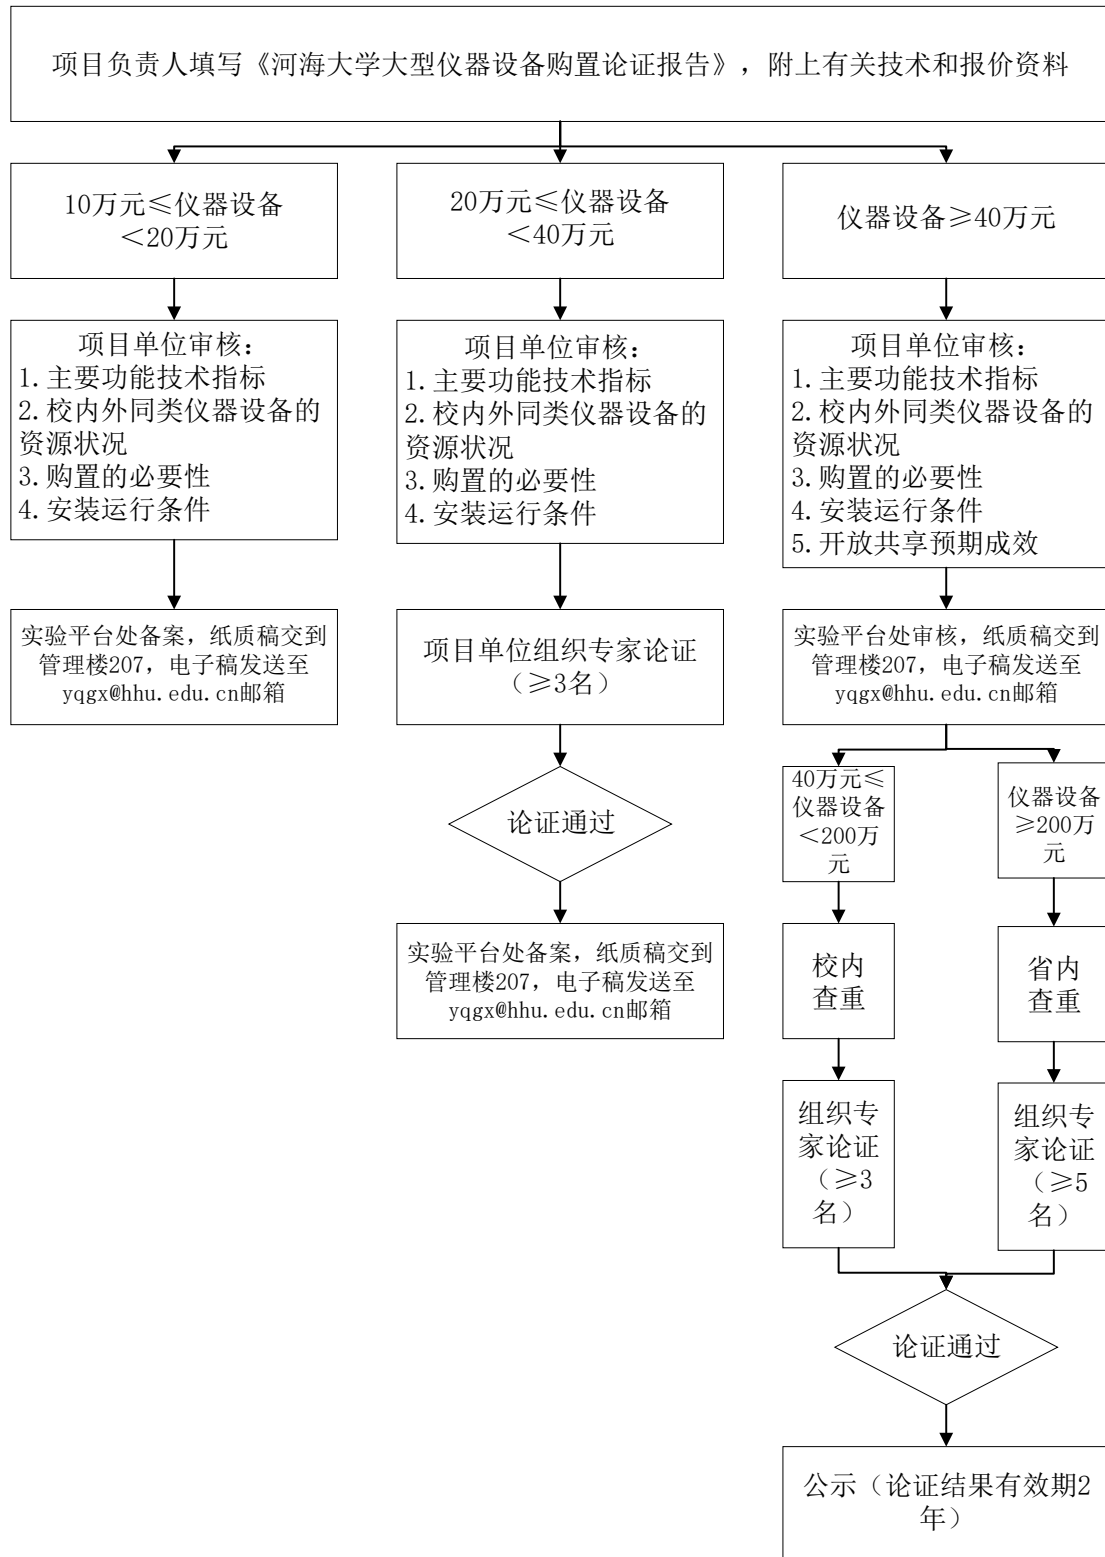 项目负责人填写《河海大学大型仪器设备购置论证报告》，附上有关技术和报价资料
10万元≤仪器设备
＜20万元
20万元≤仪器设备
＜40万元
仪器设备≥40万元
项目单位审核：
1.主要功能技术指标
2.校内外同类仪器设备的
资源状况
3.购置的必要性
4.安装运行条件
项目单位审核：
1.主要功能技术指标
2.校内外同类仪器设备的
资源状况
3.购置的必要性
4.安装运行条件
项目单位审核：
1.主要功能技术指标
2.校内外同类仪器设备的
资源状况
3.购置的必要性
4.安装运行条件
5.开放共享预期成效
实验平台处备案，纸质稿交到
管理楼207，电子稿发送至
yqgx@hhu.edu.cn邮箱
项目单位组织专家论证
（≥3名）
实验平台处审核，纸质稿交到
管理楼207，电子稿发送至
yqgx@hhu.edu.cn邮箱
论证通过
40万元≤
仪器设备
＜200万
元
仪器设备
≥200万
元
实验平台处备案，纸质稿交到
管理楼207，电子稿发送至
yqgx@hhu.edu.cn邮箱
校内
查重
省内
查重
组织专
家论证
（≥3
名）
组织专
家论证
（≥5
名）
论证通过
公示（论证结果有效期2
年）